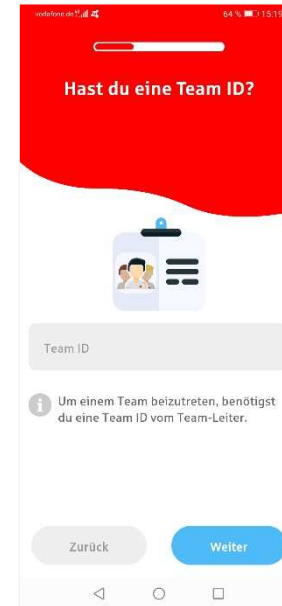 vodafone.de
64 % 15:19
Hast du eine Team ID?
Team ID
Um einem Team beizutreten, benötigst
du eine Team ID vom Team-Leiter.
Zurück
Weiter